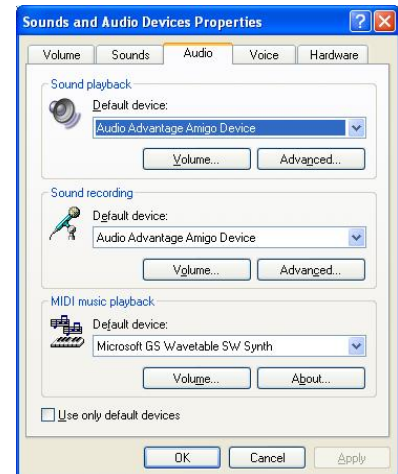 Sounds and Audio Devices Properties
Volume Sounds Audio Voice Hardware
Sound playback
Default device:
Audio Advantage Amigo Device
Volume... Advanced...
Sound recording
Default device:
Audio Advantage Amigo Device
Volume... Advanced...
MIDI music playback
Default device:
Microsoft GS Wavetable SW Synth
Volume... About...
Use only default devices
OK Cancel Apply